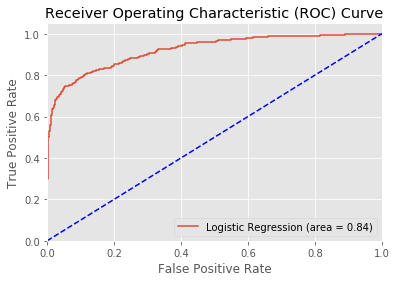 Receiver Operating Characteristic (ROC) Curve
True Positive Rate
1.0
0.8
0.6
0.4
0.2
0.0
Logistic Regression (area = 0.84)
0.0 0.2 0.4 0.6 0.8 1.0
False Positive Rate